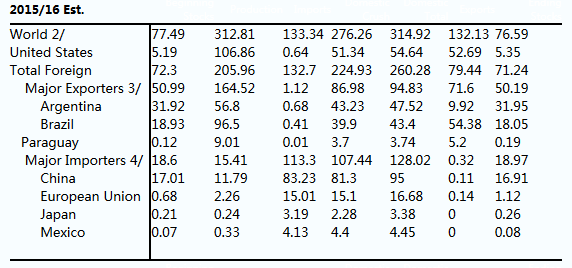 2015/16 Est.
World 2/ 77.49 312.81 133.34 276.26 314.92 132.13 76.59
United States 5.19 106.86 0.64 51.34 54.64 52.69 5.35
Total Foreign 72.3 205.96 132.7 224.93 260.28 79.44 71.24
Major Exporters 3/ 50.99 164.52 1.12 86.98 94.83 71.6 50.19
Argentina 31.92 56.8 0.68 43.23 47.52 9.92 31.95
Brazil 18.93 96.5 0.41 39.9 43.4 54.38 18.05
Paraguay 0.12 9.01 0.01 3.7 3.74 5.2 0.19
Major Importers 4/ 18.6 15.41 113.3 107.44 128.02 0.32 18.97
China 17.01 11.79 83.23 81.3 95 0.11 16.91
European Union 0.68 2.26 15.01 15.1 16.68 0.14 1.12
Japan 0.21 0.24 3.19 2.28 3.38 0 0.26
Mexico 0.07 0.33 4.13 4.4 4.45 0 0.08